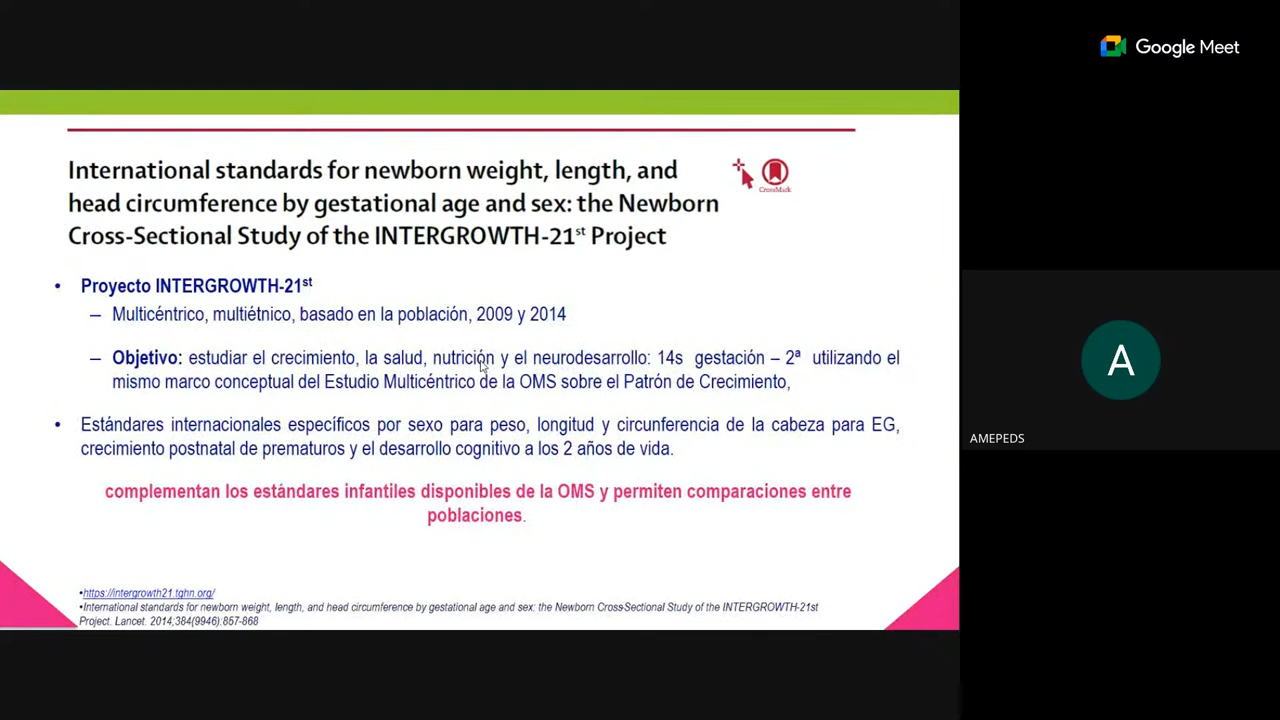 Google Meet
International standards for newborn weight, length, and
head circumference by gestational age and sex: the Newborn
Cross-Sectional Study of the INTERGROWTH-21st Project
CrossMark
• Proyecto INTERGROWTH-21st
– Multicéntrico, multiétnico, basado en la población, 2009 y 2014
– Objetivo: estudiar el crecimiento, la salud, nutrición y el neurodesarrollo: 14s gestación – 2ª utilizando el
mismo marco conceptual del Estudio Multicéntrico de la OMS sobre el Patrón de Crecimiento,
• Estándares internacionales específicos por sexo para peso, longitud y circunferencia de la cabeza para EG,
crecimiento postnatal de prematuros y el desarrollo cognitivo a los 2 años de vida.
complementan los estándares infantiles disponibles de la OMS y permiten comparaciones entre
poblaciones.
•https://intergrowth21.tghn.org/
•International standards for newborn weight, length, and head circumference by gestational age and sex: the Newborn Cross-Sectional Study of the INTERGROWTH-21st
Project. Lancet. 2014;384(9946):857-868
A
AMEPEDS